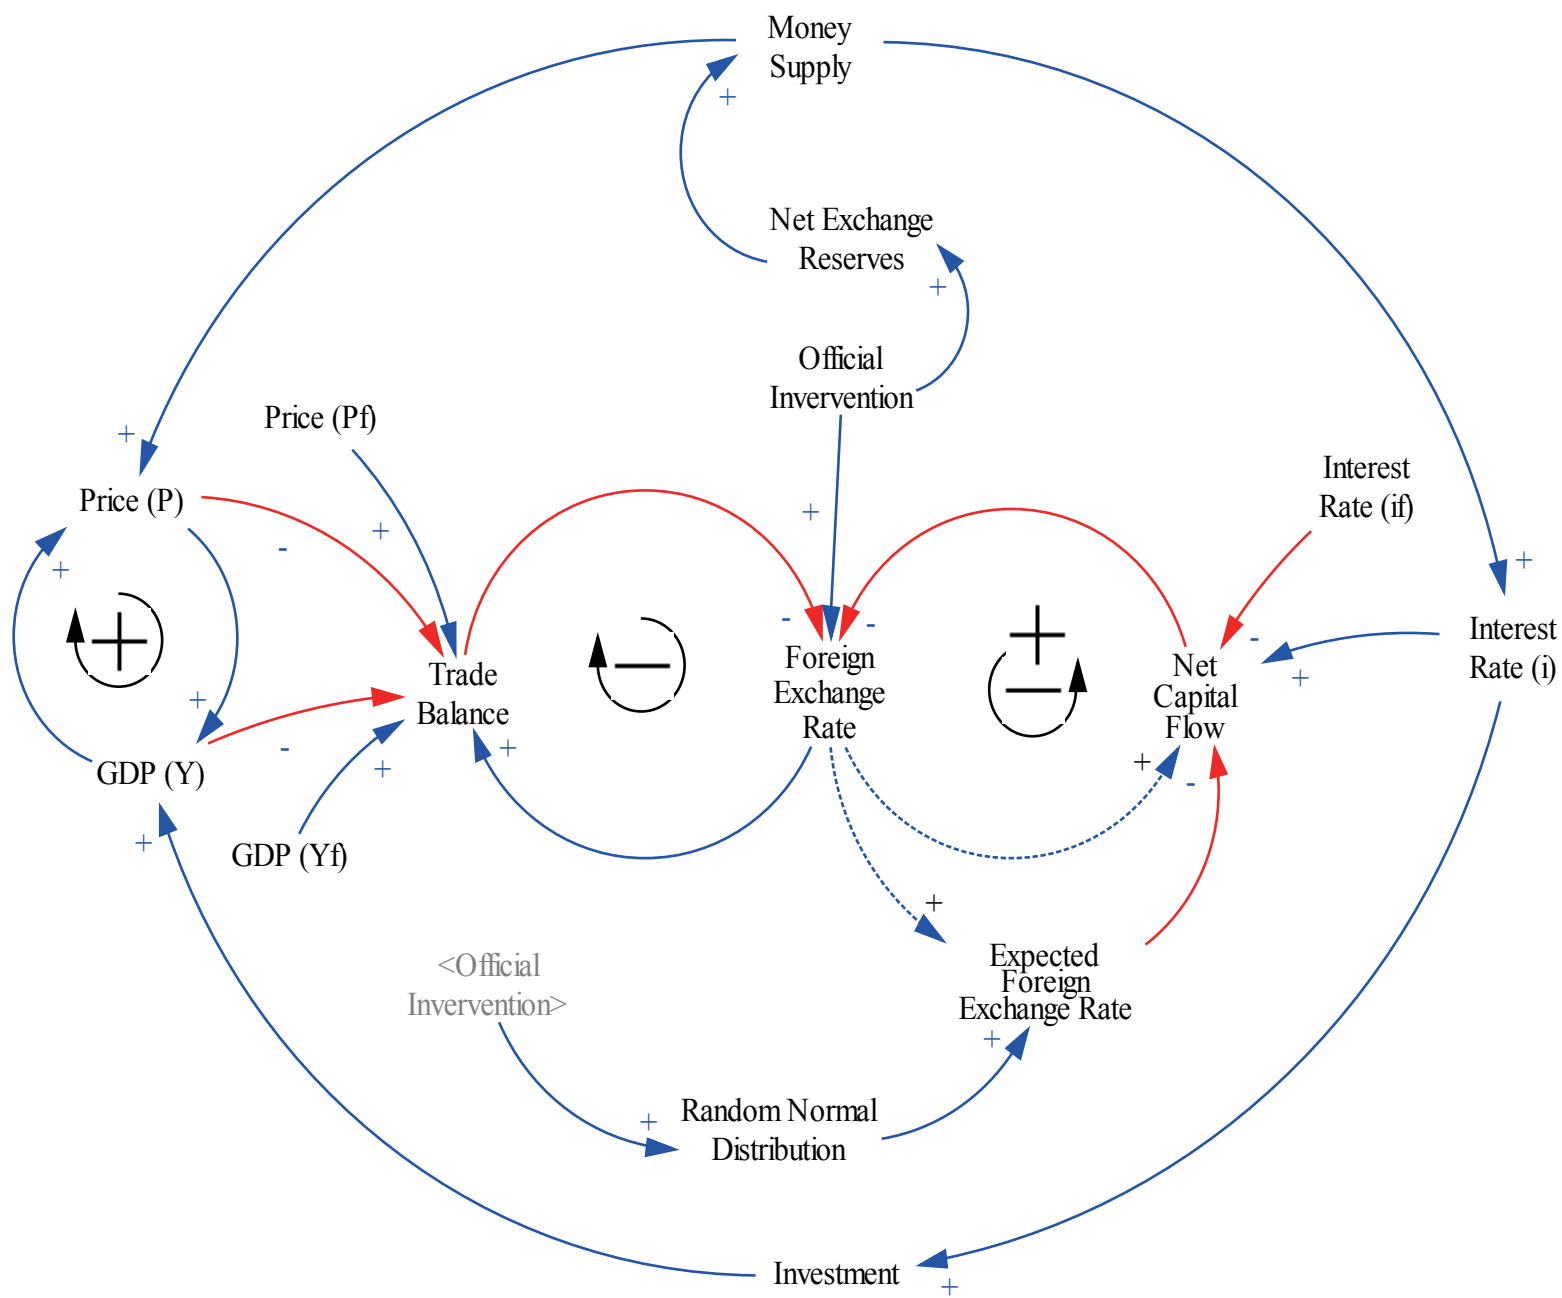 Money
Supply
+
Net Exchange
Reserves
+
Official
Invervention
Price (Pf)
+
Interest
Rate (if)
Price (P)
+
+
-
+
+
-
-
+
-
+
+
-
Interest
Rate (i)
Foreign
Exchange
Rate
Net
Capital
Flow
+
Trade
Balance
+
-
+
-
+
+
-
GDP (Y)
+
+
GDP (Yf)
+
<Official
Invervention>
Expected
Foreign
Exchange Rate
+
+
Random Normal
Distribution
Investment
+